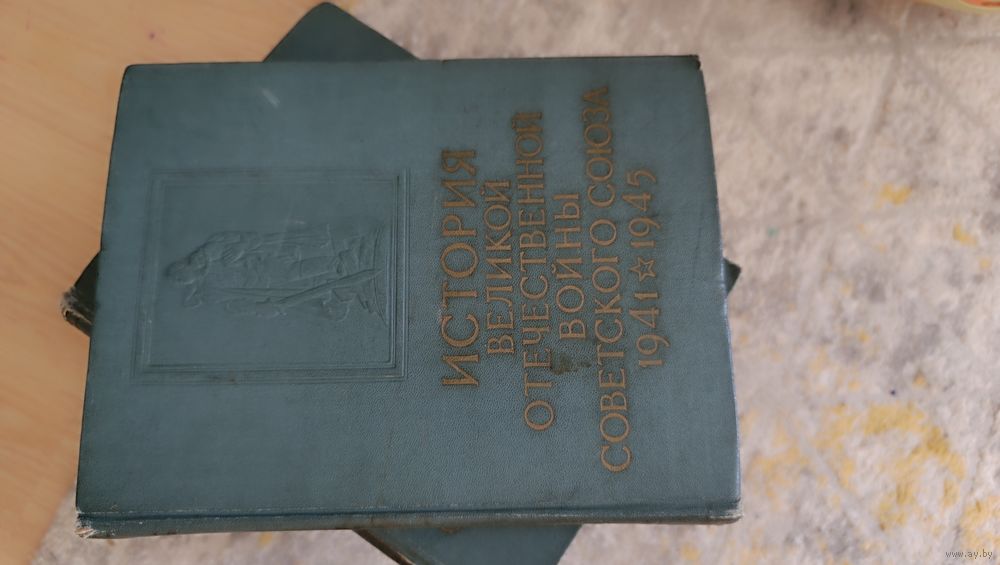 ИСТОРИЯ
ВЕЛИКОЙ
ОТЕЧЕСТВЕННОЙ
ВОЙНЫ
СОВЕТСКОГО СОЮЗА
1941☆1945
www.ay.by